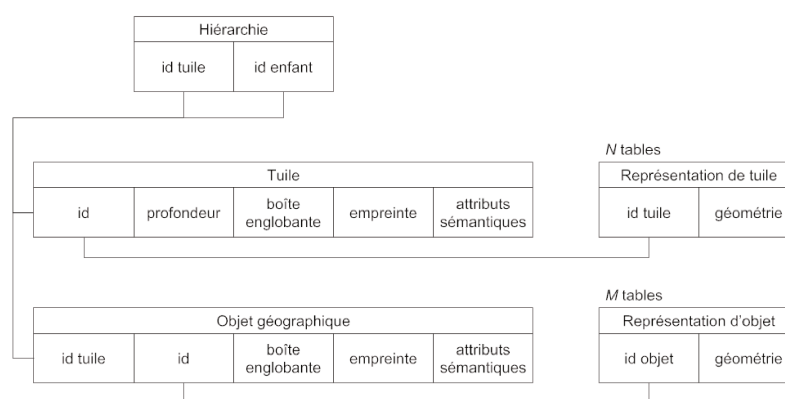 Hiérarchie
id tuile
id enfant
N tables
Tuile
Représentation de tuile
id
profondeur
boîte
englobante
empreinte
attributs
sémantiques
id tuile
géométrie
M tables
Objet géographique
Représentation d'objet
id tuile
id
boîte
englobante
empreinte
attributs
sémantiques
id objet
géométrie